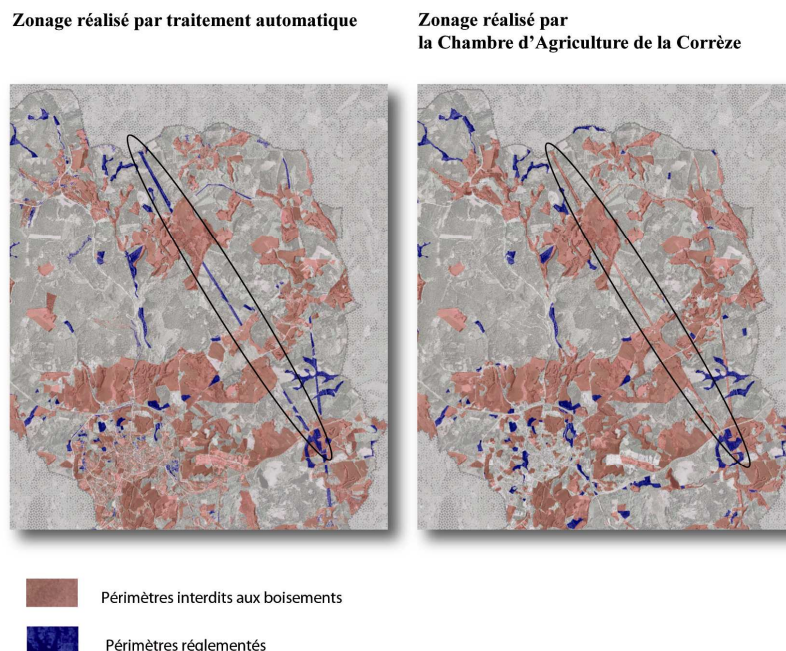 Zonage réalisé par traitement automatique
Zonage réalisé par
la Chambre d’Agriculture de la Corrèze
Périmètres interdits aux boisements
Périmètres réglementés